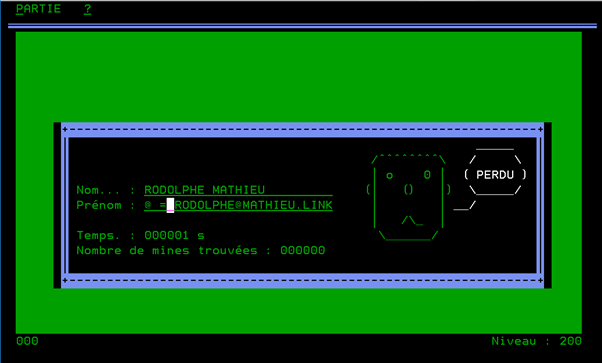 PARTIE ?
( PERDU )
Nom... : RODOLPHE MATHIEU
Prénom : @ = RODOLPHE@MATHIEU.LINK
Temps. : 000001 s
Nombre de mines trouvées : 000000
000 Niveau : 200